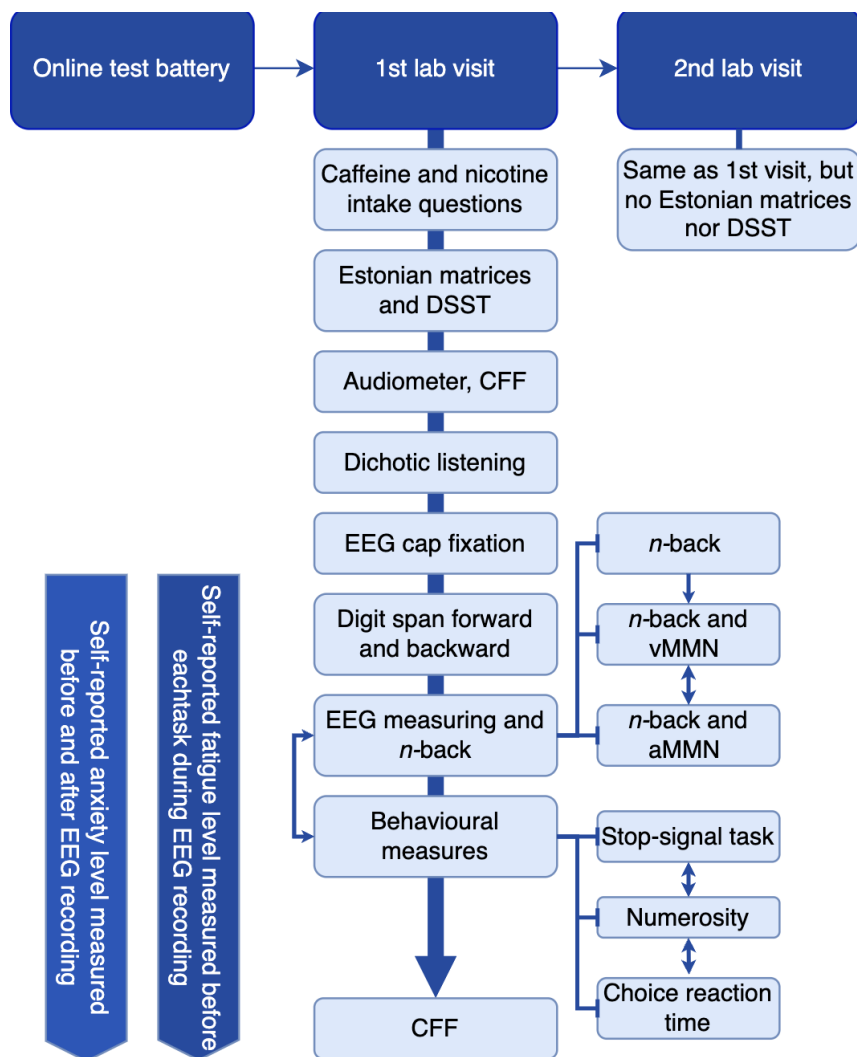 Online test battery
1st lab visit
2nd lab visit
Caffeine and nicotine
intake questions
Same as 1st visit, but
no Estonian matrices
nor DSST
Estonian matrices
and DSST
Audiometer, CFF
Dichotic listening
EEG cap fixation
n-back
Digit span forward
and backward
n-back and
vMMN
EEG measuring and
n-back
n-back and
aMMN
Behavioural
measures
Stop-signal task
Numerosity
Choice reaction
time
CFF
Self-reported anxiety level measured
before and after EEG recording
Self-reported fatigue level measured before
eachtask during EEG recording